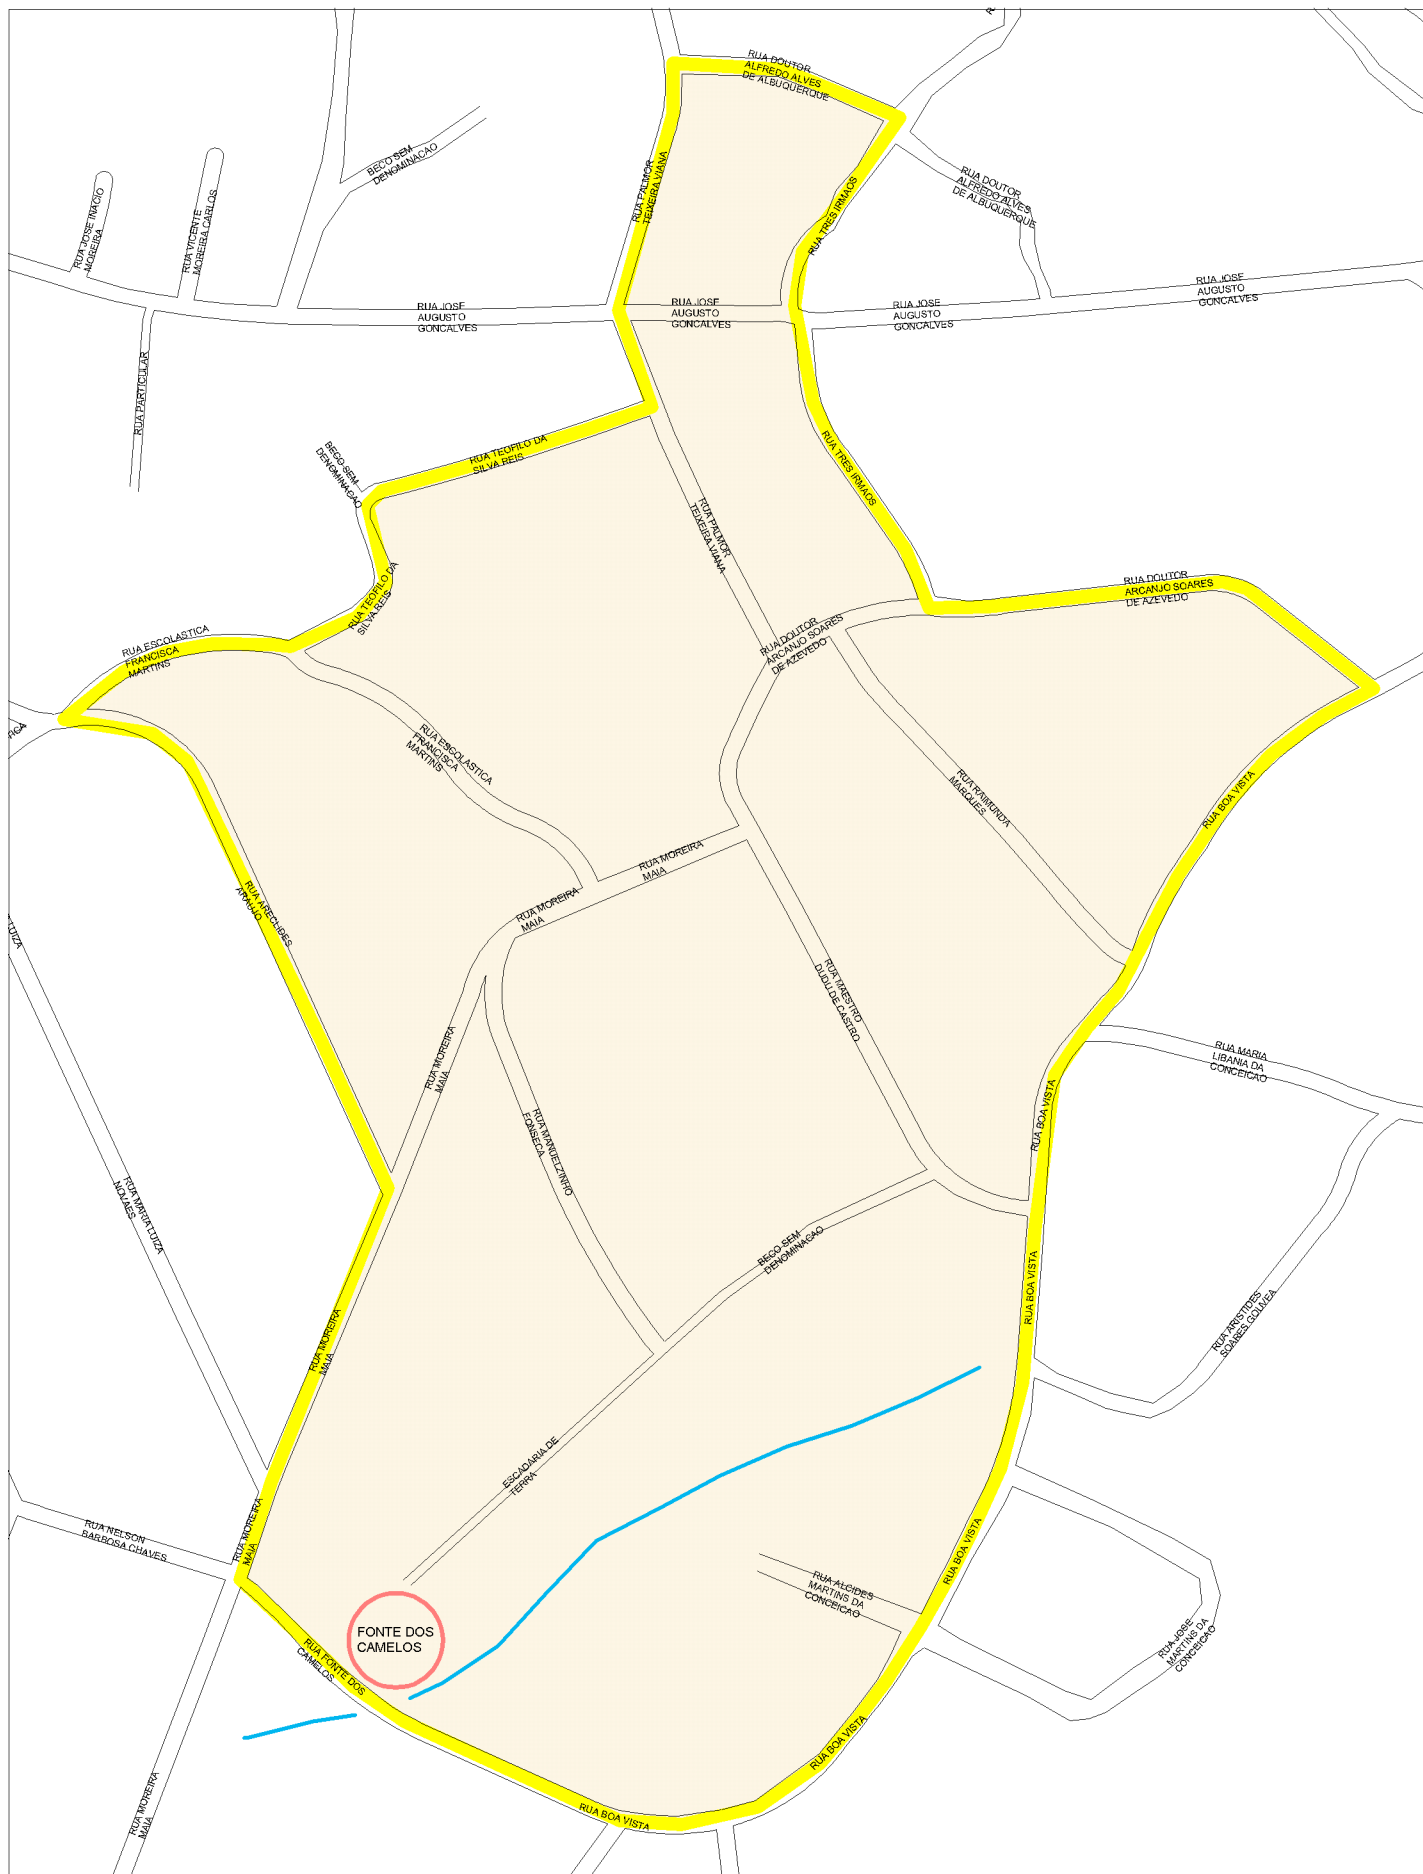 RUA DOUTOR
ALFREDO ALVES
DE ALBUQUERQUE
BECO SEM
DENOMINACAO
RUA JOSE INACIO
MOREIRA
RUA VICENTE
MOREIRA CARLOS
RUA PALMOR
TEIXEIRA VIANA
RUA TRES IRMAOS
RUA DOUTOR
ALFREDO ALVES
DE ALBUQUERQUE
RUA JOSE
AUGUSTO
GONCALVES
RUA JOSE
AUGUSTO
GONCALVES
RUA JOSE
AUGUSTO
GONCALVES
RUA JOSE
AUGUSTO
GONCALVES
RUA PARTICULAR
BECO SEM
DENOMINACAO
RUA TEOFILO DA
SILVA REIS
RUA TRES IRMAOS
RUA PALMOR
TEIXEIRA VIANA
RUA TEOFILO DA
SILVA REIS
RUA DOUTOR
ARCANJO SOARES
DE AZEVEDO
RUA ESCOLASTICA
FRANCISCA
MARTINS
RUA DOUTOR
ARCANJO SOARES
DE AZEVEDO
RUA ESCOLASTICA
FRANCISCA
MARTINS
RUA RAIMUNDA
MARQUES
RUA BOA VISTA
RUA MOREIRA
MAIA
RUA MOREIRA
MAIA
RUA ARECLIDES
ARAUJO
LUIZA
RUA MAESTRO
DUDU DE CASTRO
RUA MOREIRA
MAIA
RUA MARIA
LIBANIA DA
CONCEICAO
RUA BOA VISTA
RUA MANUELZINHO
FONSECA
RUA MARIA LUIZA
NOVAES
BECO SEM
DENOMINACAO
RUA BOA VISTA
RUA ARISTIDES
SOARES GOUVEA
RUA MOREIRA
MAIA
ESCADARIA DE
TERRA
RUA MOREIRA
MAIA
RUA NELSON
BARBOSA CHAVES
RUA BOA VISTA
RUA ALCIDES
MARTINS DA
CONCEICAO
RUA JOSE
MARTINS DA
CONCEICAO
FONTE DOS
CAMELOS
RUA FONTE DOS
CAMELOS
RUA BOA VISTA
RUA BOA VISTA
RUA MOREIRA
MAIA